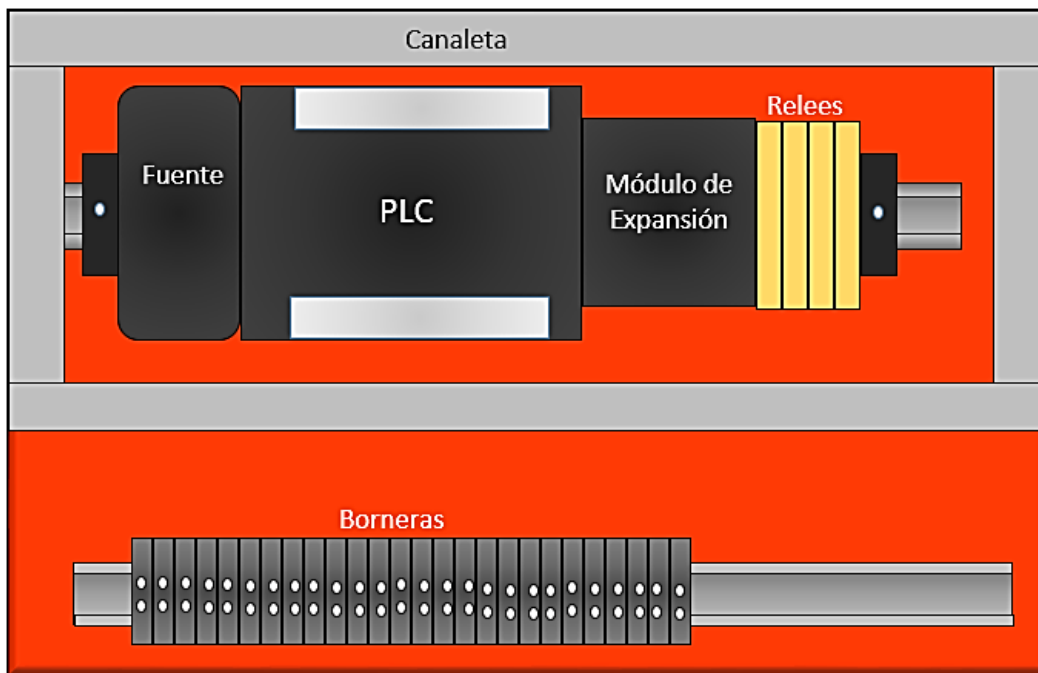 Canaleta
Relees
Fuente
PLC
Módulo de
Expansión
Borneras